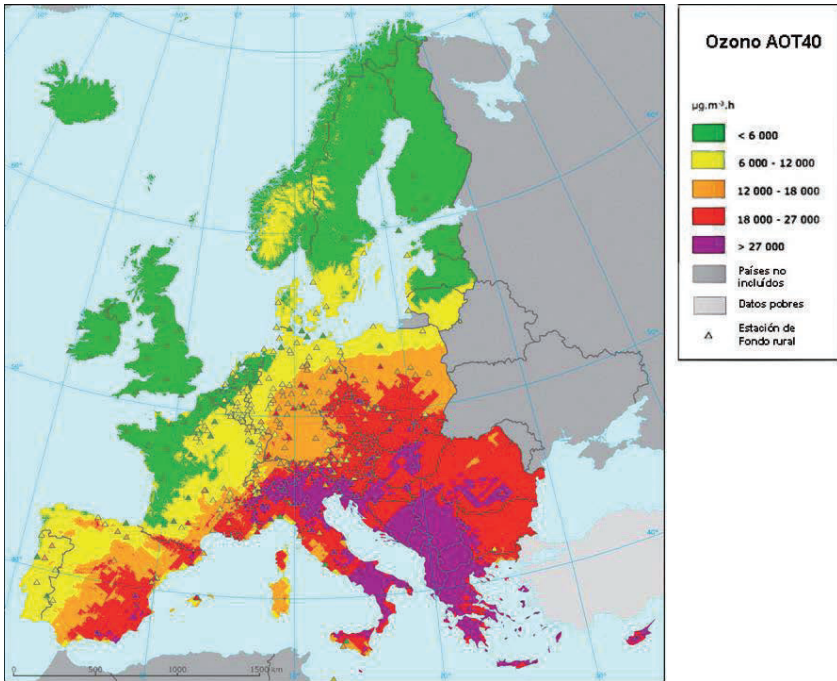 Ozono AOT40
µg.m⁻³.h
< 6 000
6 000 - 12 000
12 000 - 18 000
18 000 - 27 000
> 27 000
Países no
incluídos
Datos pobres
Estación de
Fondo rural
0 500 1000 1500 km